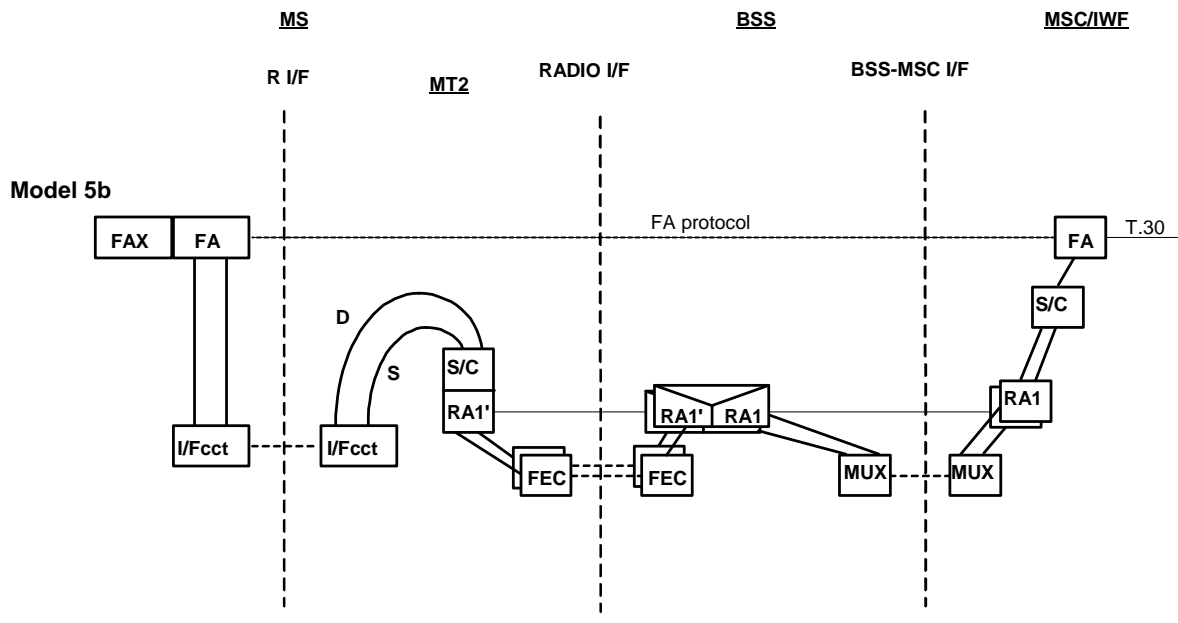 MS
BSS
MSC/IWF
R I/F
MT2
RADIO I/F
BSS-MSC I/F
Model 5b
FAX
FA
FA protocol
FA
T.30
S/C
D
S
S/C
RA1'
RA1'
RA1
RA1
I/Fcct
I/Fcct
FEC
FEC
MUX
MUX